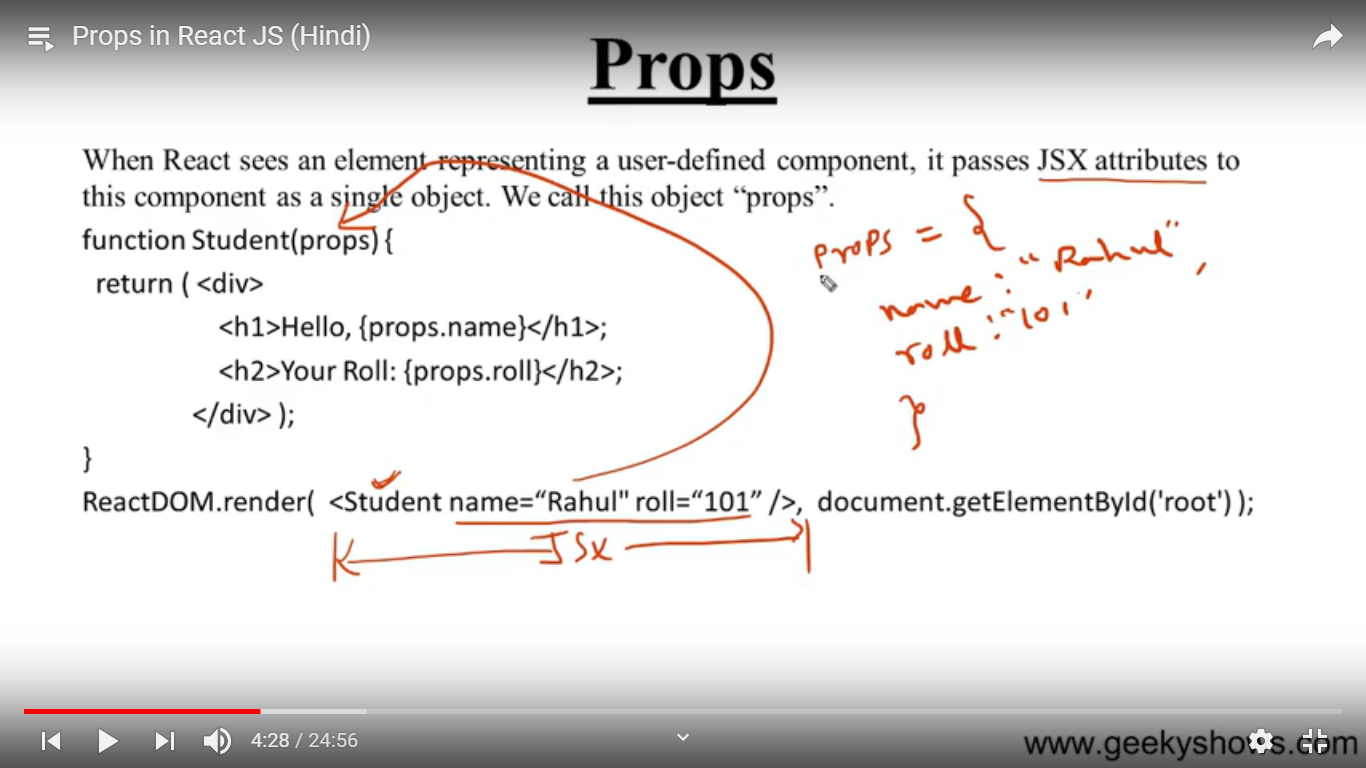 Props in React JS (Hindi)
Props
When React sees an element representing a user-defined component, it passes JSX attributes to
this component as a single object. We call this object “props”.
function Student(props) {
return ( <div>
<h1>Hello, {props.name}</h1>;
<h2>Your Roll: {props.roll}</h2>;
</div> );
}
ReactDOM.render( <Student name=“Rahul" roll=“101” />, document.getElementById('root') );
JSX
props = {
name : “Rahul”,
roll : “101”
}
4:28 / 24:56
www.geekyshows.com